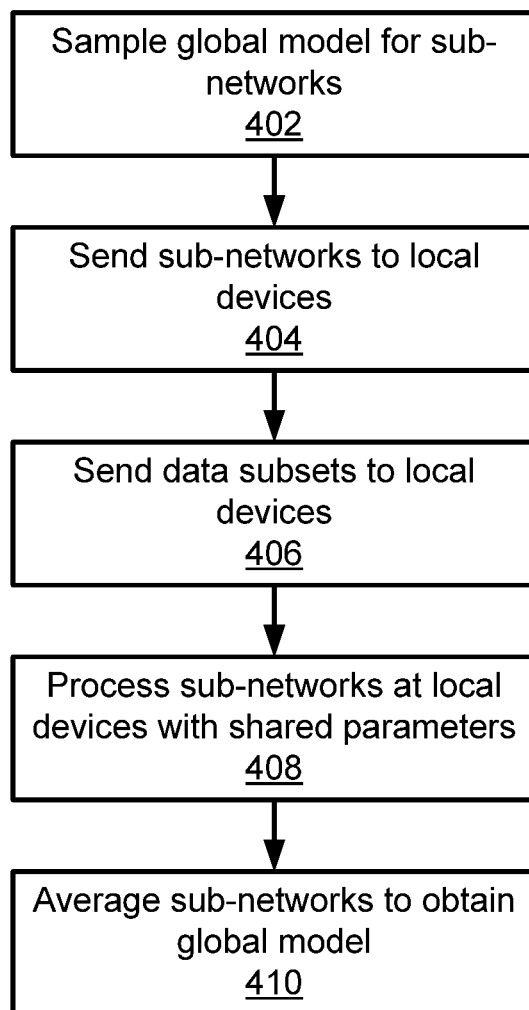 Sample global model for sub-
networks
402
Send sub-networks to local
devices
404
Send data subsets to local
devices
406
Process sub-networks at local
devices with shared parameters
408
Average sub-networks to obtain
global model
410